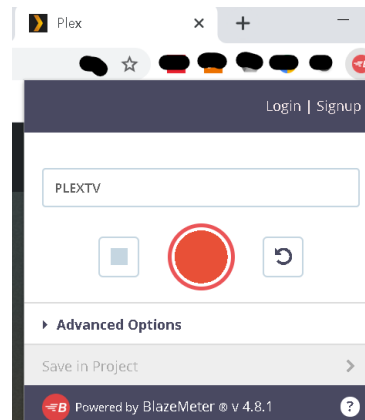 Plex
Login | Signup
PLEXTV
Advanced Options
Save in Project
B Powered by BlazeMeter ® v 4.8.1 ?